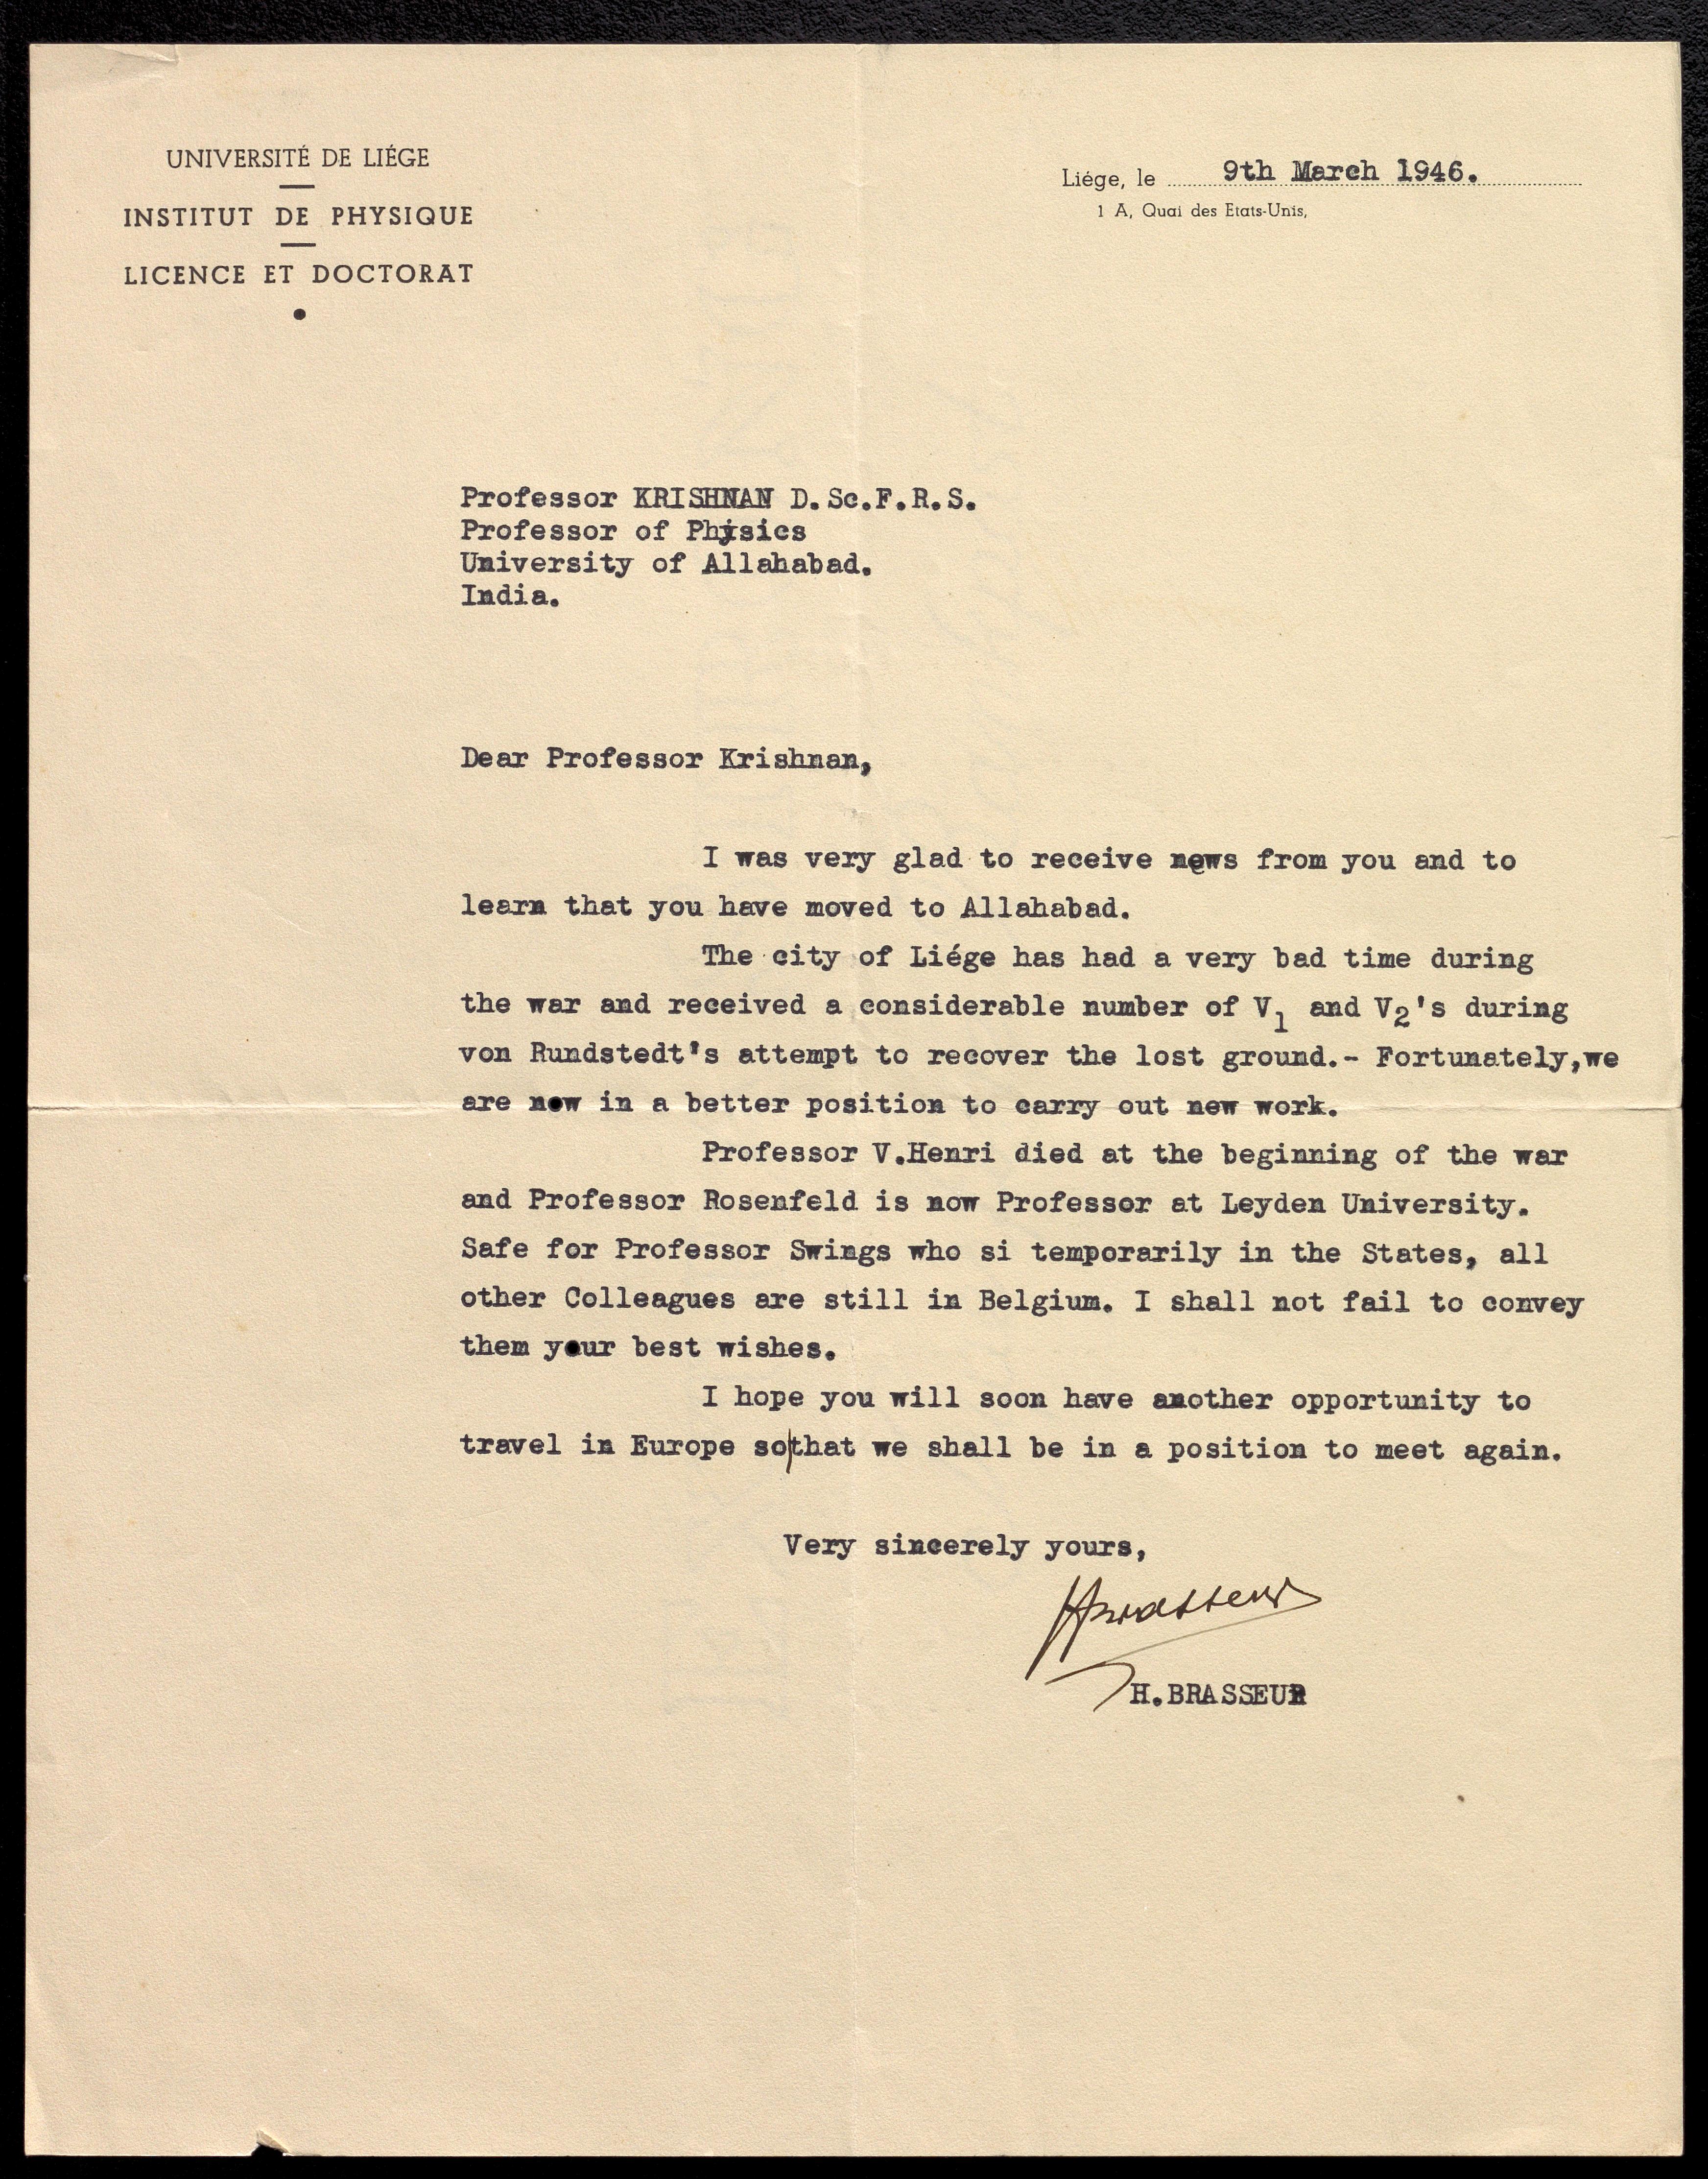 UNIVERSITÉ DE LIÉGE
INSTITUT DE PHYSIQUE
LICENCE ET DOCTORAT
Liége, le 9th March 1946.
1 A, Quai des Etats-Unis,
Professor KRISHNAN D.Sc.F.R.S.
Professor of Physics
University of Allahabad.
India.
Dear Professor Krishnan,
I was very glad to receive news from you and to
learn that you have moved to Allahabad.
The city of Liége has had a very bad time during
the war and received a considerable number of V₁ and V₂'s during
von Rundstedt's attempt to recover the lost ground.- Fortunately,we
are now in a better position to carry out new work.
Professor V.Henri died at the beginning of the war
and Professor Rosenfeld is now Professor at Leyden University.
Safe for Professor Swings who si temporarily in the States, all
other Colleagues are still in Belgium. I shall not fail to convey
them your best wishes.
I hope you will soon have another opportunity to
travel in Europe so|that we shall be in a position to meet again.
Very sincerely yours,
HBrasseur
H.BRASSEUR